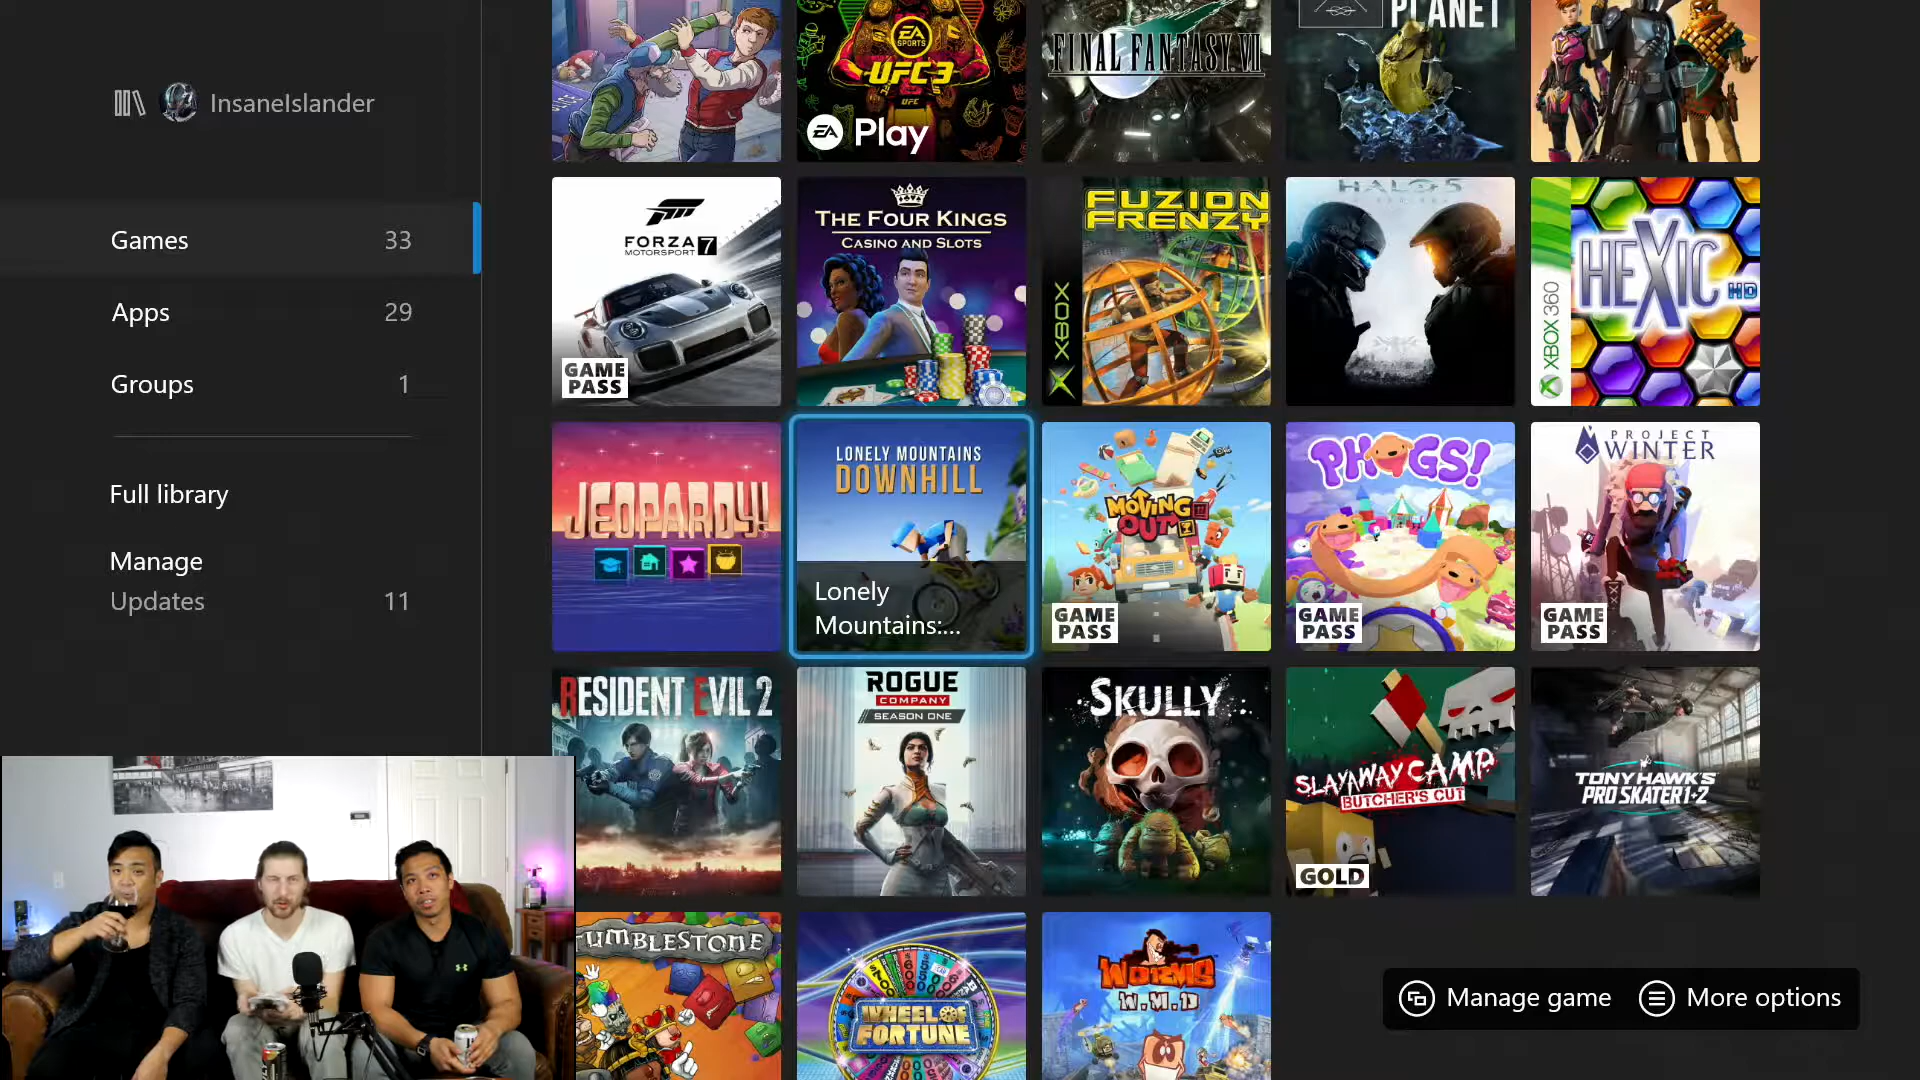 InsaneIslander
Games 33
Apps 29
Groups 1
Full library
Manage
Updates 11
EA SPORTS
UFC 3
UFC
EA Play
FINAL FANTASY VII
PLANET
FORZA
MOTORSPORT 7
GAME
PASS
THE FOUR KINGS
CASINO AND SLOTS
FUZION
FRENZY
XBOX
HALO 5
XBOX 360
HEXIC HD
JEOPARDY!
LONELY MOUNTAINS
DOWNHILL
Lonely
Mountains:...
MOVING
OUT
GAME
PASS
PHOGS!
GAME
PASS
PROJECT
WINTER
GAME
PASS
RESIDENT EVIL 2
ROGUE
COMPANY
SEASON ONE
SKULLY
SLAYAWAY CAMP
BUTCHER'S CUT
GOLD
TONY HAWK'S
PRO SKATER 1+2
TUMBLESTONE
WHEEL OF
FORTUNE
WORMS
W.M.D
Manage game
More options